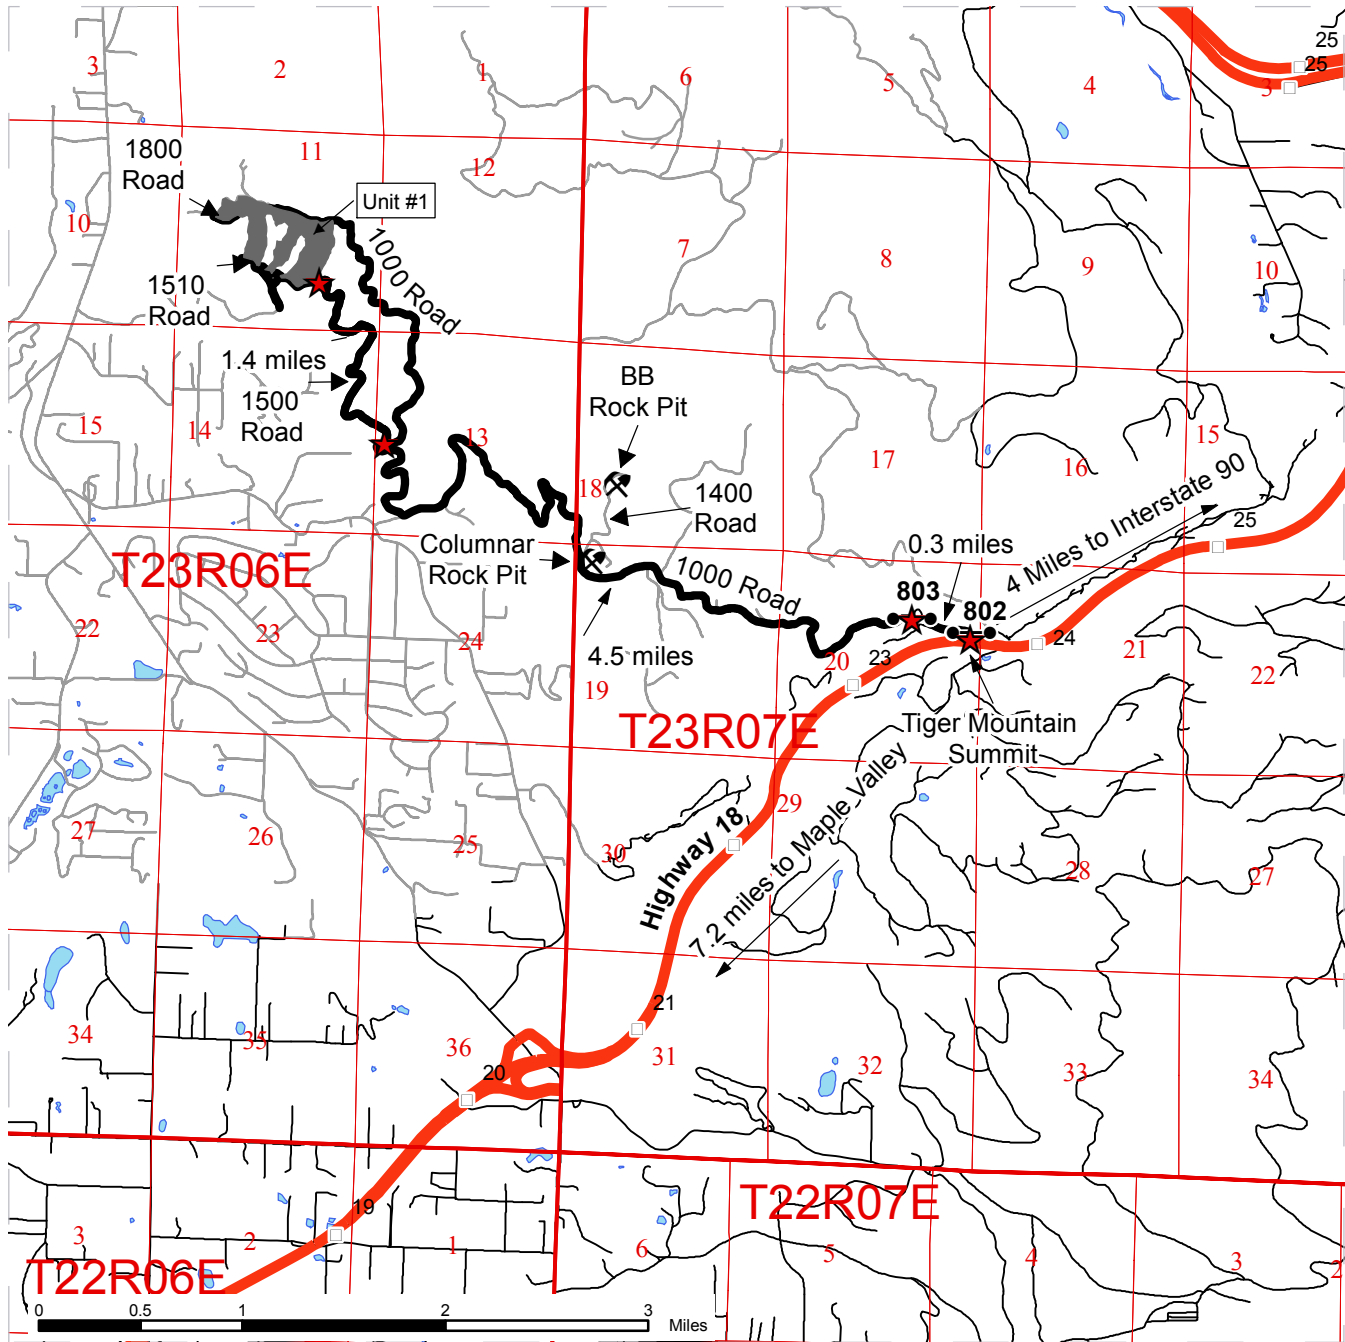 3
2
1
6
5
4
3
25
25
1800
Road
11
12
Unit #1
10
7
8
9
10
1000 Road
1510
Road
1.4 miles
1500
Road
BB
Rock Pit
15
14
13
18
17
16
15
1400
Road
4 Miles to Interstate 90
25
Columnar
Rock Pit
T23R06E
0.3 miles
1000 Road
803
802
22
23
24
4.5 miles
19
20
23
24
21
22
T23R07E
Tiger Mountain
Summit
27
26
25
30
29
28
27
Highway 18
7.2 miles to Maple Valley
21
34
35
36
20
31
32
33
34
19
T22R07E
3
2
1
6
5
4
3
2
T22R06E
0
0.5
1
2
3
Miles